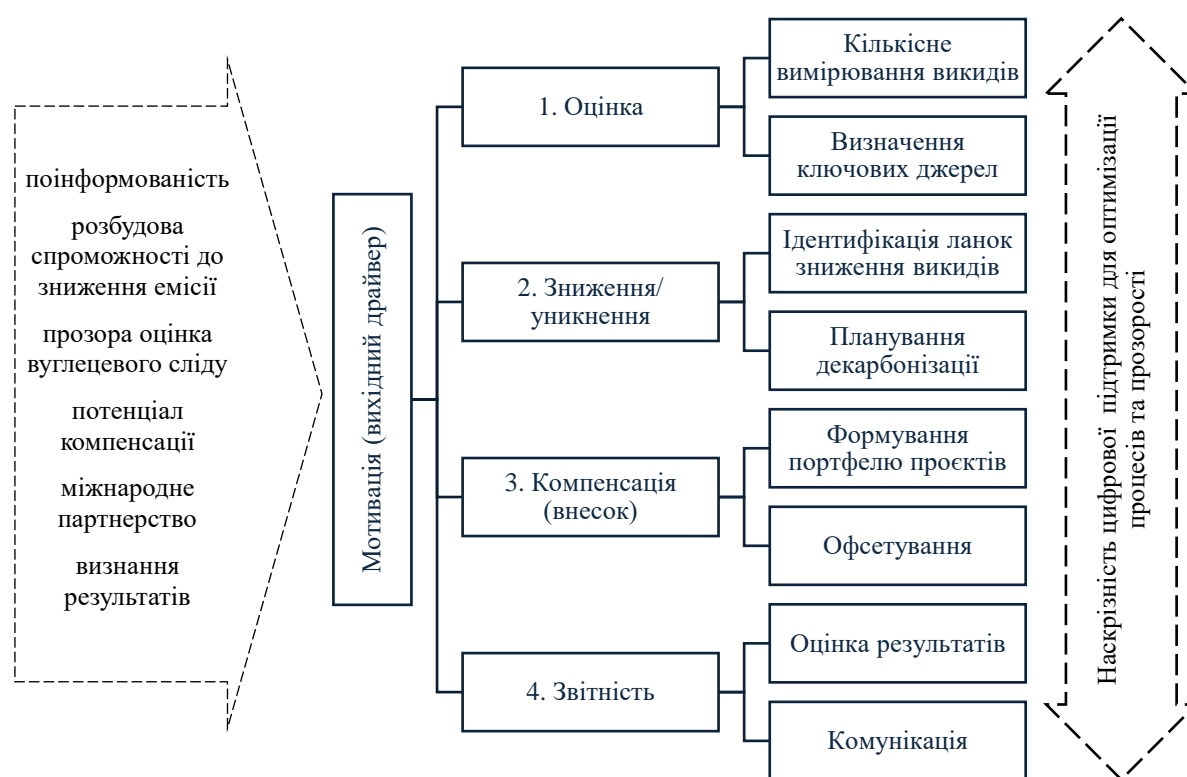 поінформованість
розбудова
спроможності до
зниження емісії
прозора оцінка
вуглецевого сліду
потенціал
компенсації
міжнародне
партнерство
визнання
результатів
Мотивація (вихідний драйвер)
1. Оцінка
Кількісне
вимірювання викидів
Визначення
ключових джерел
2. Зниження/
уникнення
Ідентифікація ланок
зниження викидів
Планування
декарбонізації
3. Компенсація
(внесок)
Формування
портфелю проєктів
Офсетування
4. Звітність
Оцінка результатів
Комунікація
Наскрізність цифрової підтримки для оптимізації
процесів та прозорості